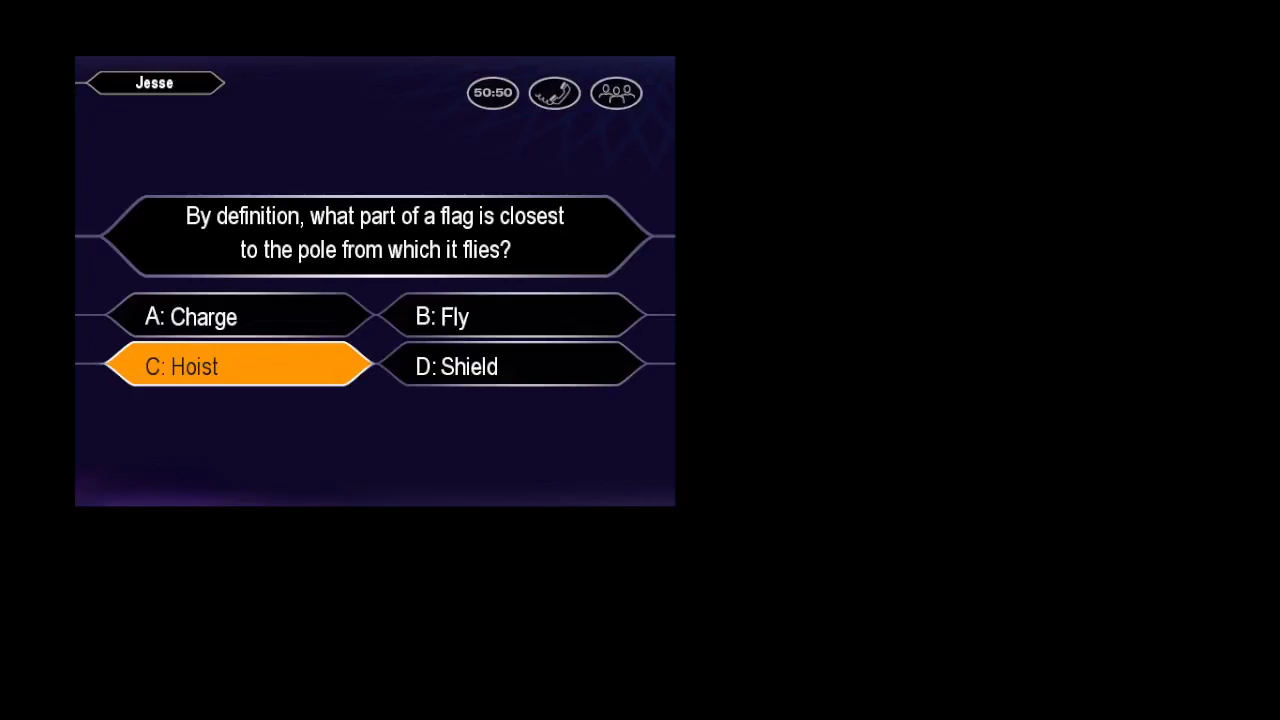 Jesse
50:50
By definition, what part of a flag is closest
to the pole from which it flies?
A: Charge
B: Fly
C: Hoist
D: Shield